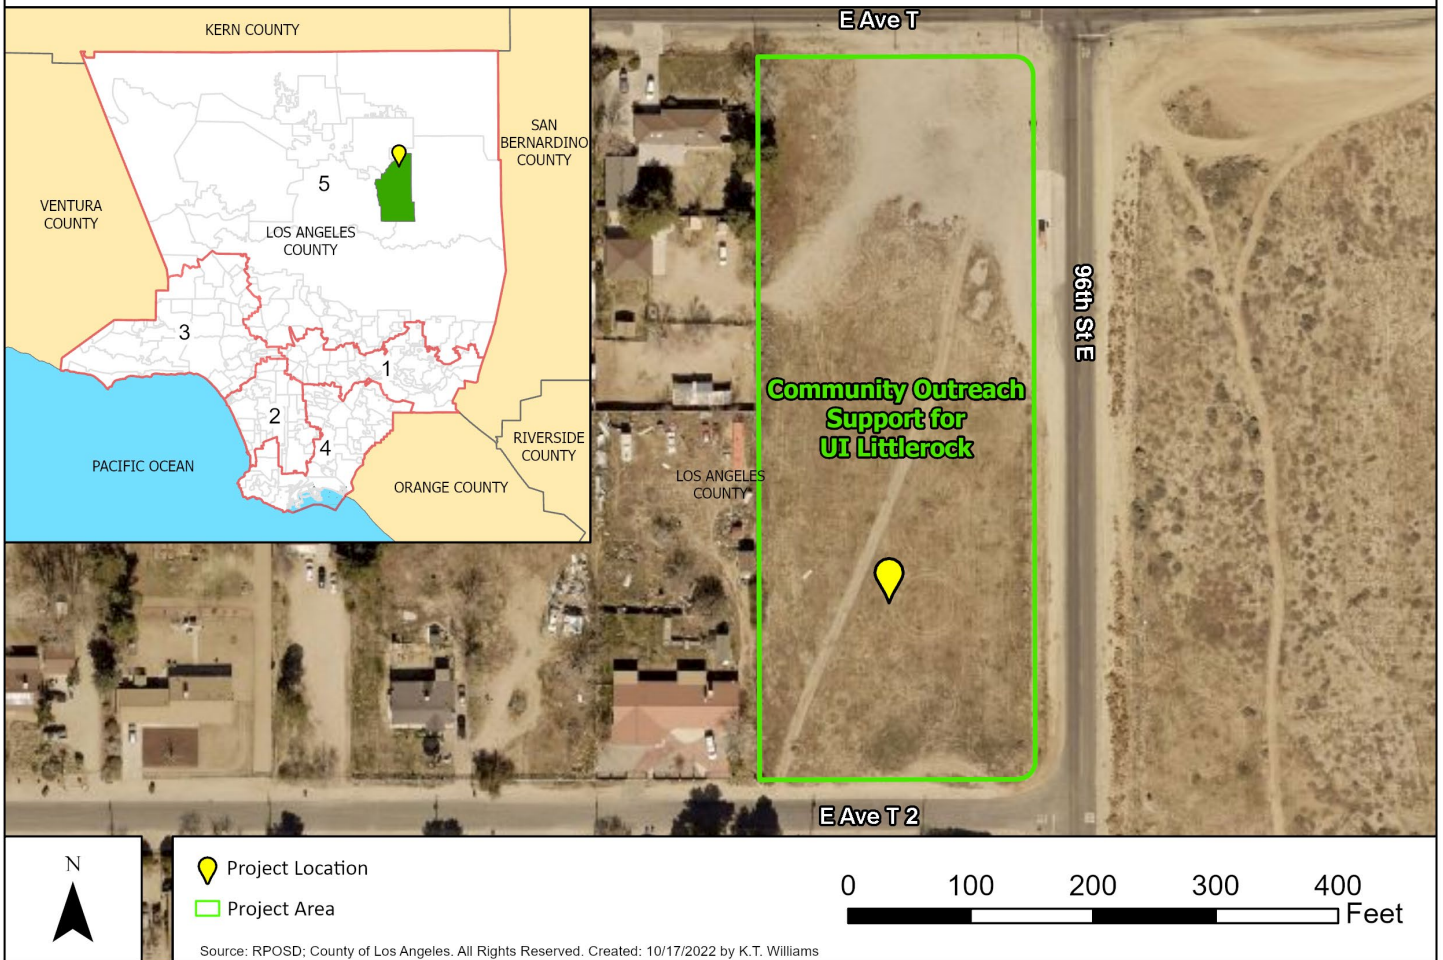 KERN COUNTY
SAN
BERNARDINO
COUNTY
VENTURA
COUNTY
5
LOS ANGELES
COUNTY
3
1
2
4
PACIFIC OCEAN
ORANGE COUNTY
RIVERSIDE
COUNTY
E Ave T
96th St E
Community Outreach
Support for
UI Littlerock
LOS ANGELES
COUNTY
E Ave T 2
N
Project Location
Project Area
0 100 200 300 400
Feet
Source: RPOSD; County of Los Angeles. All Rights Reserved. Created: 10/17/2022 by K.T. Williams